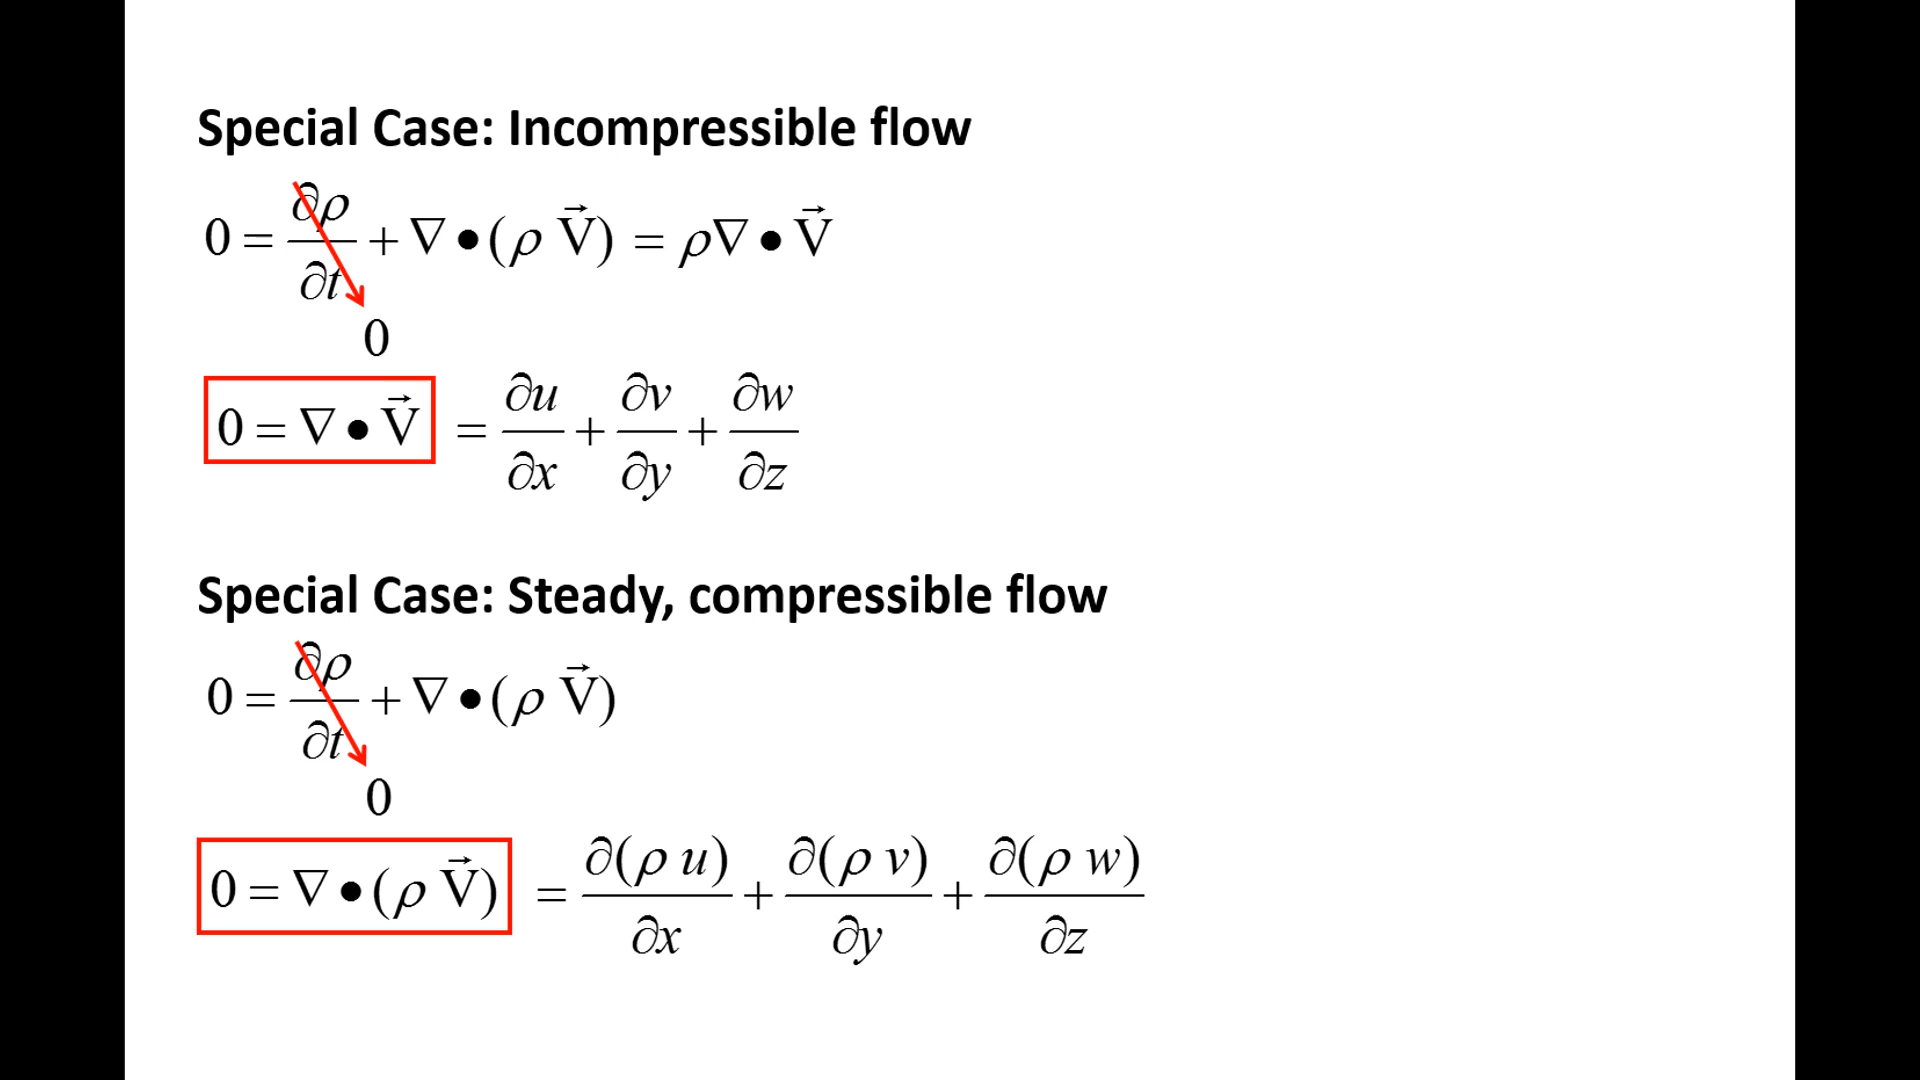 Special Case: Incompressible flow
0 = ∂ρ/∂t + ∇•(ρ V⃗) = ρ∇•V⃗
0
0 = ∇•V⃗ = ∂u/∂x + ∂v/∂y + ∂w/∂z
Special Case: Steady, compressible flow
0 = ∂ρ/∂t + ∇•(ρ V⃗)
0
0 = ∇•(ρ V⃗) = ∂(ρ u)/∂x + ∂(ρ v)/∂y + ∂(ρ w)/∂z